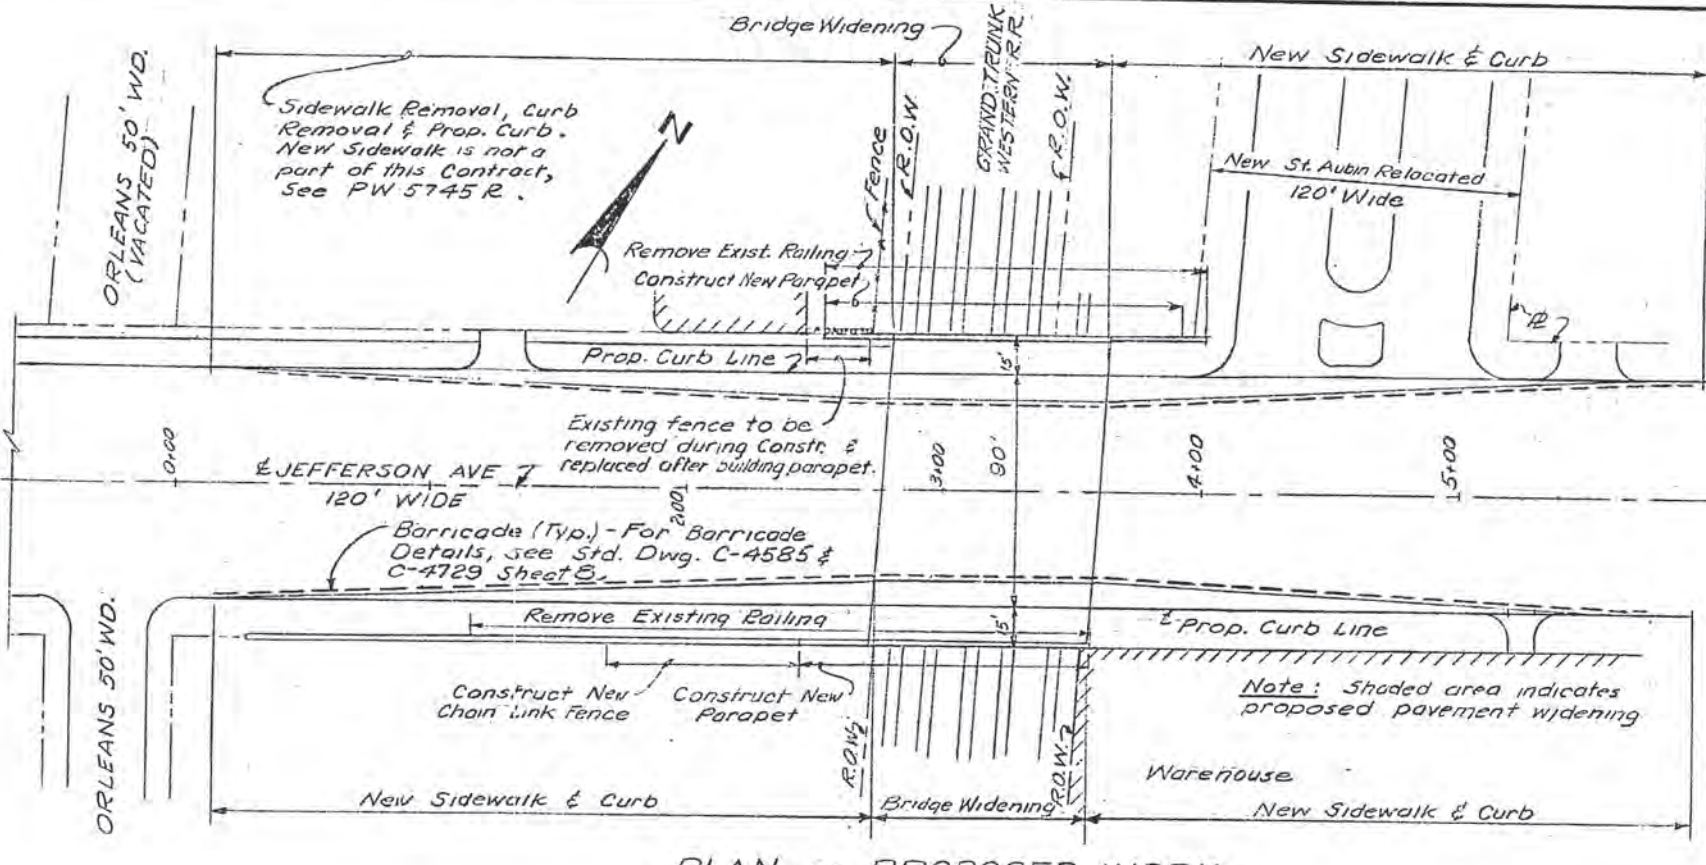 Bridge Widening
GRAND TRUNK
WESTERN R.R.
New Sidewalk & Curb
ORLEANS 50' WD.
(VACATED)
Sidewalk Removal, Curb
Removal & Prop. Curb.
New Sidewalk is not a
part of this Contract,
See PW 5745 R.
N
Fence
R.O.W.
R.O.W.
New St. Aubin Relocated
120' Wide
Remove Exist. Railing
Construct New Parapet
Prop. Curb Line
15'
Existing fence to be
removed during Constr. &
replaced after building parapet.
0+00
2+00
3+00
90'
4+00
5+00
℄ JEFFERSON AVE
120' WIDE
Barricade (Typ.) - For Barricade
Details, see Std. Dwg. C-4585 &
C-4729 Sheet 8.
Remove Existing Railing
15'
Prop. Curb Line
Construct New
Chain Link Fence
Construct New
Parapet
Note: Shaded area indicates
proposed pavement widening
ORLEANS 50' WD.
R.O.W.
R.O.W.
Warehouse
New Sidewalk & Curb
Bridge Widening
New Sidewalk & Curb